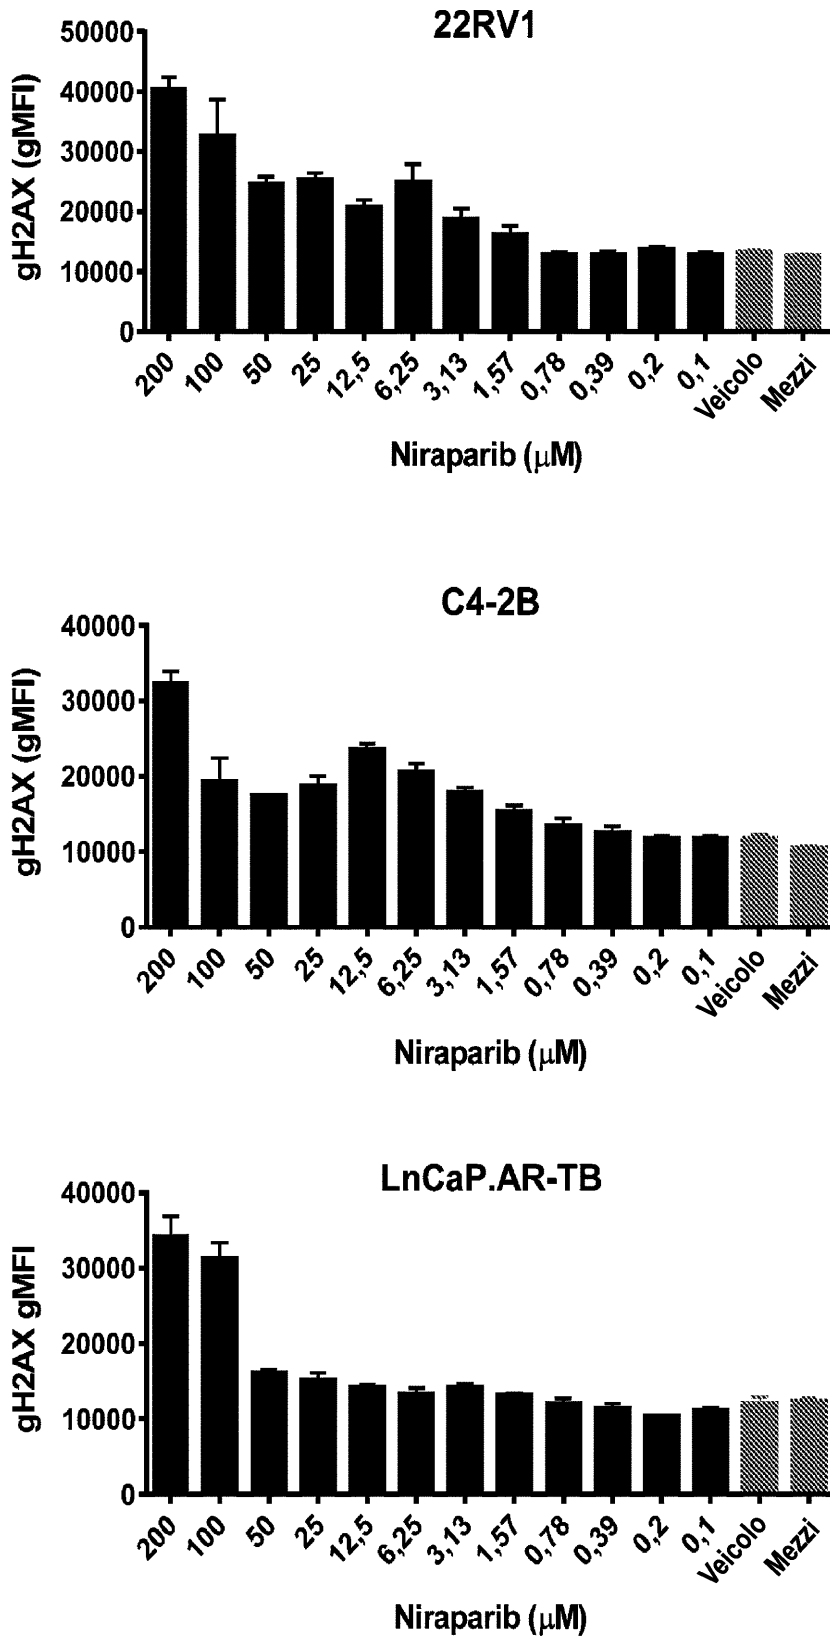 22RV1
gH2AX (gMFI)
50000
40000
30000
20000
10000
0
200 100 50 25 12,5 6,25 3,13 1,57 0,78 0,39 0,2 0,1 Veicolo Mezzi
Niraparib (μM)
C4-2B
gH2AX (gMFI)
40000
30000
20000
10000
0
200 100 50 25 12,5 6,25 3,13 1,57 0,78 0,39 0,2 0,1 Veicolo Mezzi
Niraparib (μM)
LnCaP.AR-TB
gH2AX gMFI
40000
30000
20000
10000
0
200 100 50 25 12,5 6,25 3,13 1,57 0,78 0,39 0,2 0,1 Veicolo Mezzi
Niraparib (μM)